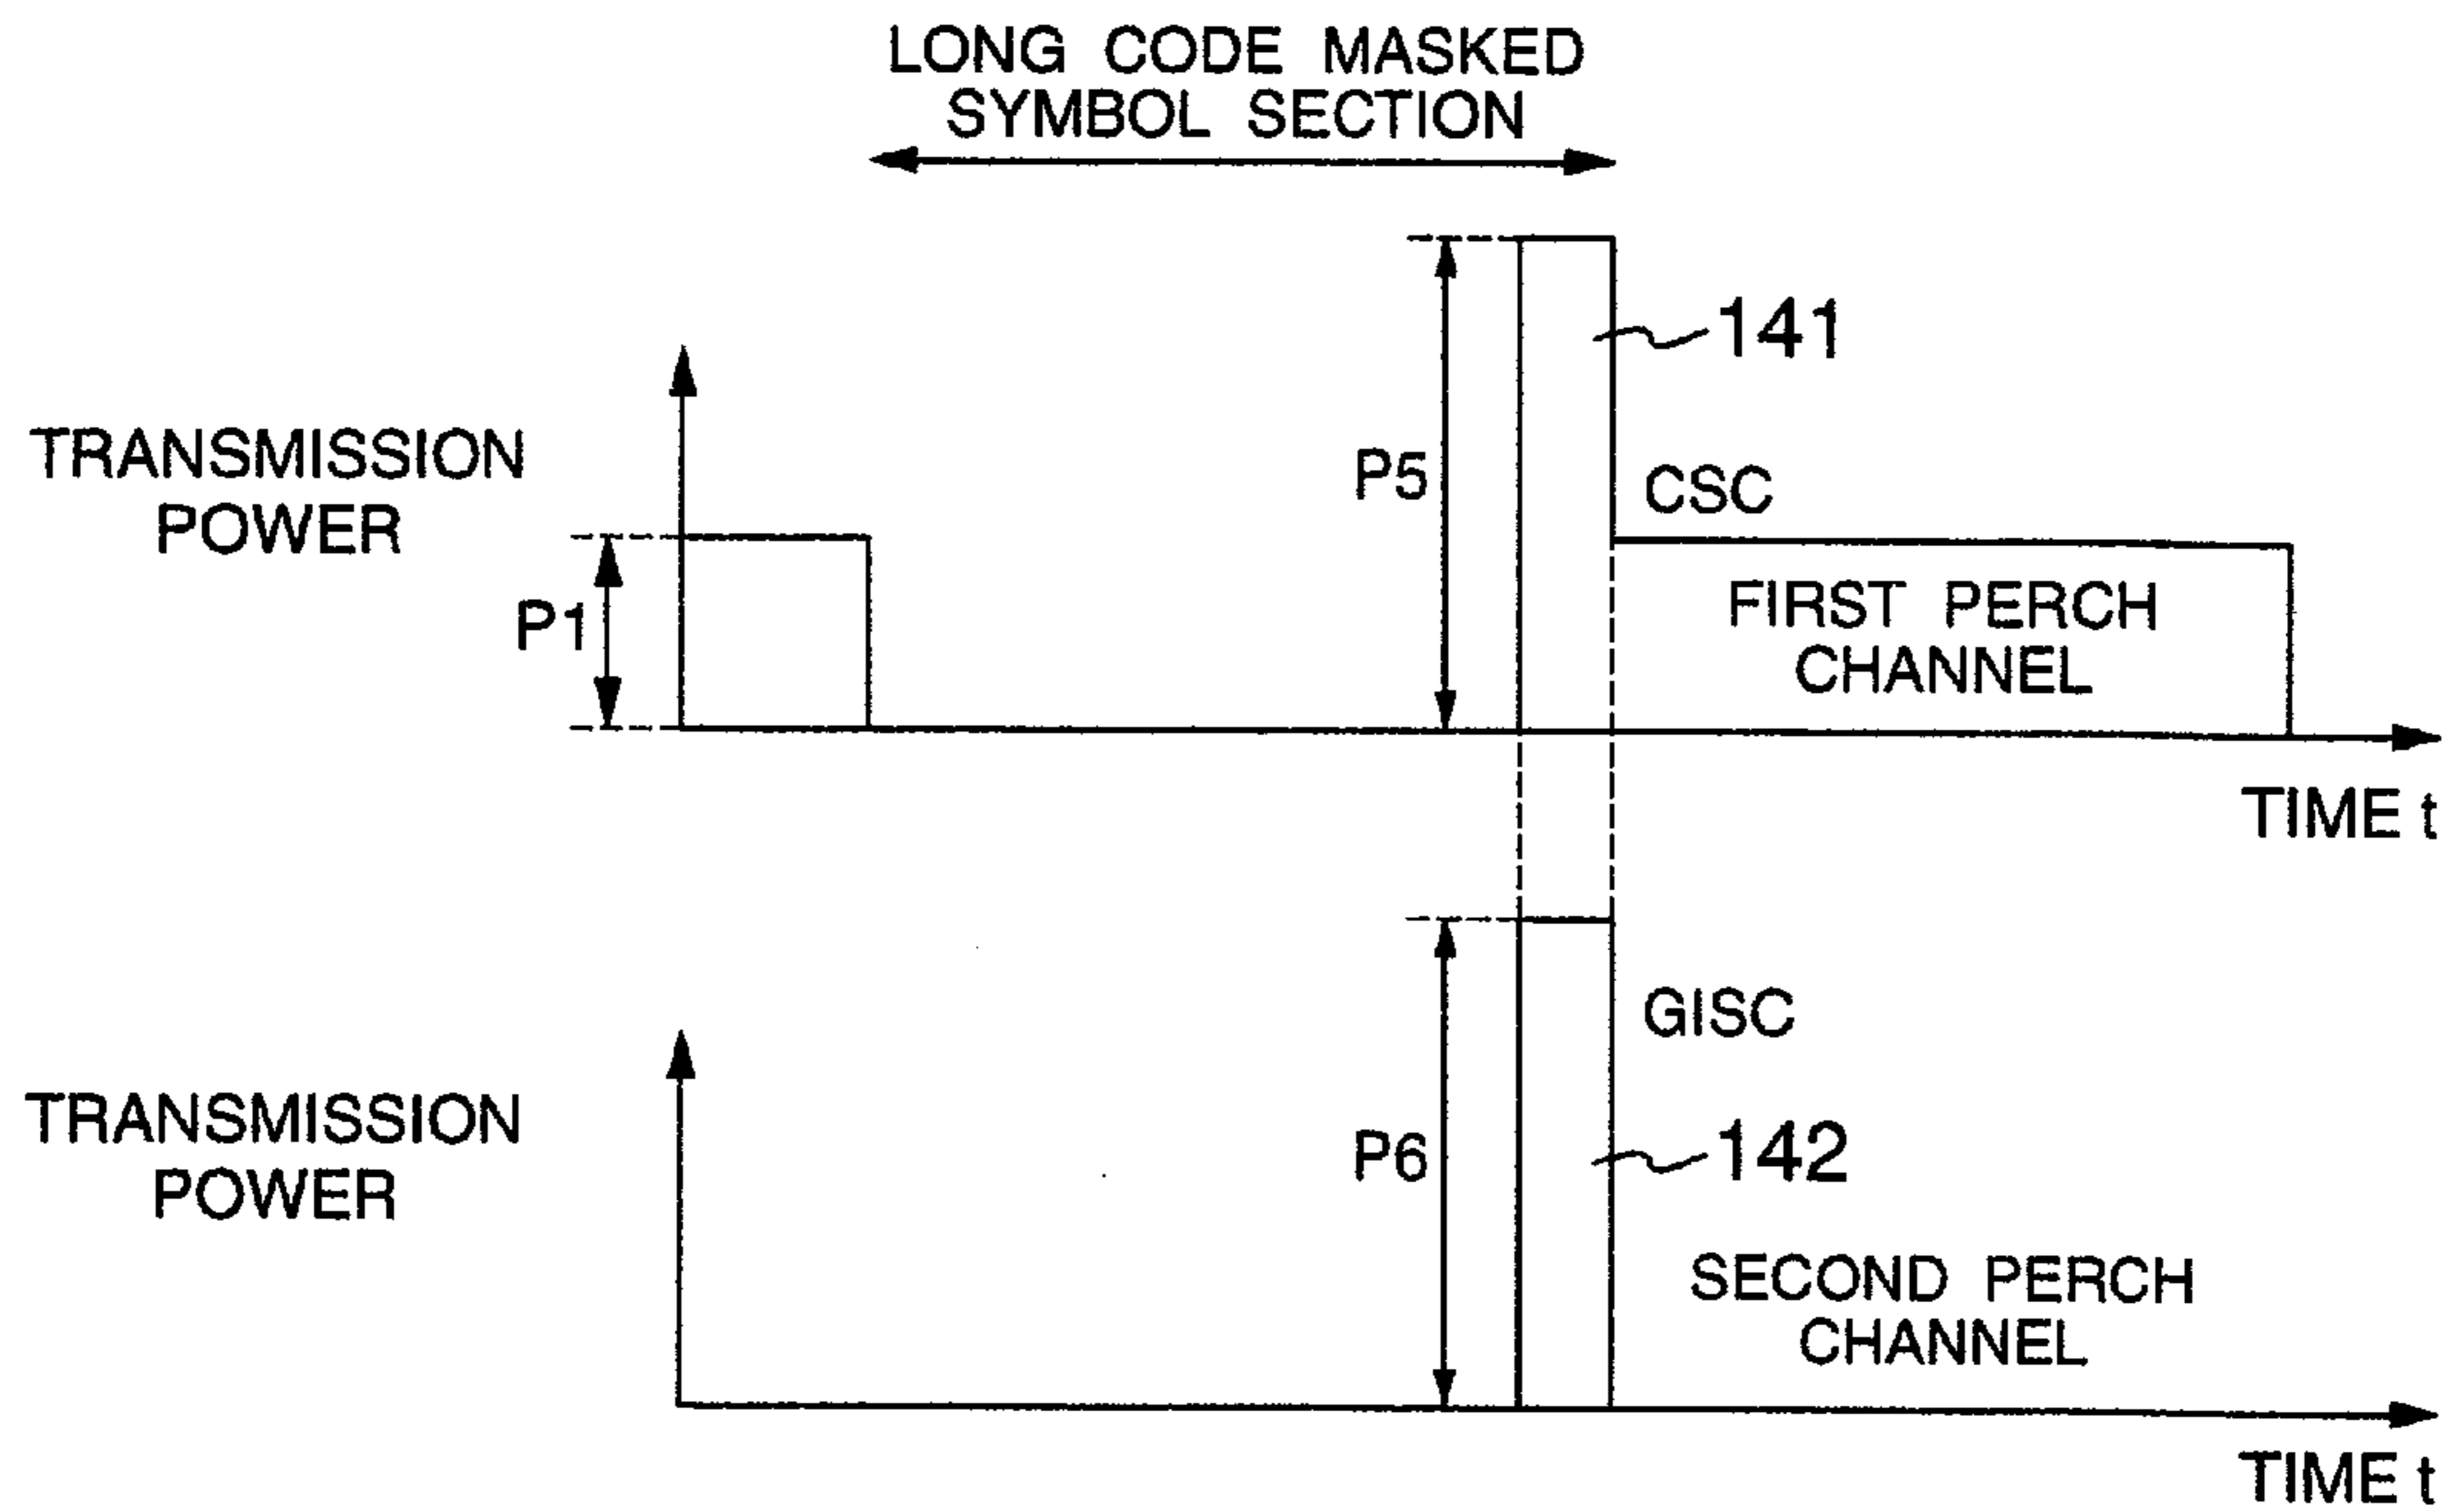 LONG CODE MASKED
SYMBOL SECTION
141
TRANSMISSION
POWER
P5
CSC
P1
FIRST PERCH
CHANNEL
TIME t
GISC
TRANSMISSION
POWER
P6
142
SECOND PERCH
CHANNEL
TIME t